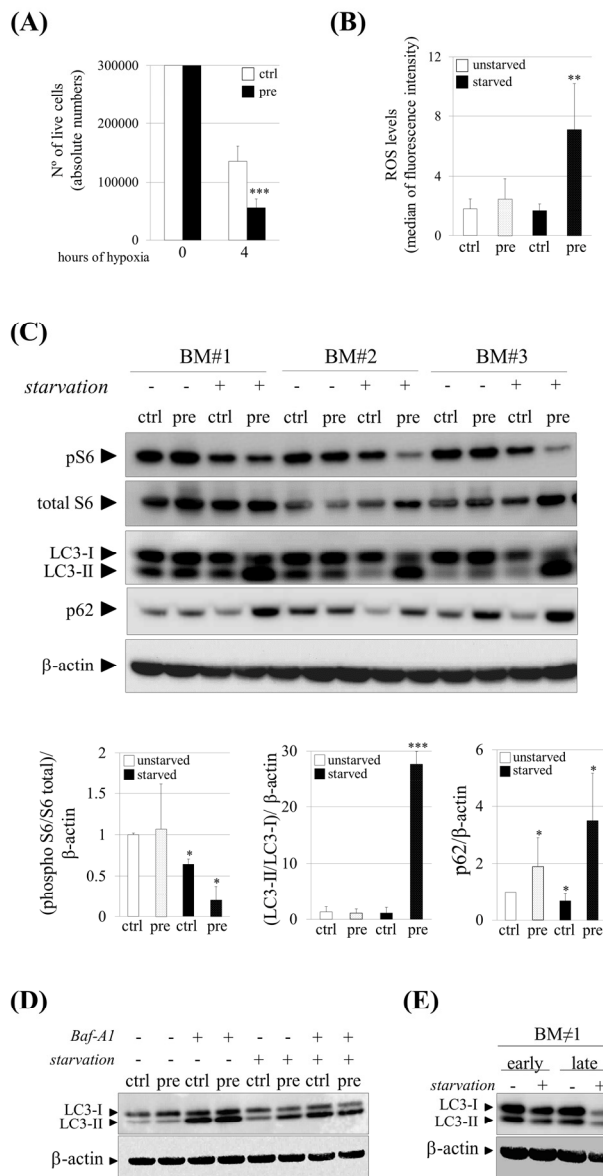 (A)
Nº of live cells
(absolute numbers)
300000
200000
100000
0
ctrl
pre
***
hours of hypoxia
0
4
(B)
ROS levels
(median of fluorescence intensity)
12
8
4
0
unstarved
starved
**
ctrl pre ctrl pre
(C)
BM#1 BM#2 BM#3
starvation - - + + - - + + - - + +
ctrl pre ctrl pre ctrl pre ctrl pre ctrl pre ctrl pre
pS6
total S6
LC3-I
LC3-II
p62
β-actin
(phospho S6/S6 total)/
β-actin
2
1.5
1
0.5
0
unstarved
starved
*
*
ctrl pre ctrl pre
(LC3-II/LC3-I)/ β-actin
30
20
10
0
unstarved
starved
***
ctrl pre ctrl pre
p62/β-actin
6
4
2
0
unstarved
starved
*
*
*
ctrl pre ctrl pre
(D)
Baf-A1 - - + + - - + +
starvation - - - - + + + +
ctrl pre ctrl pre ctrl pre ctrl pre
LC3-I
LC3-II
β-actin
(E)
BM≠1
early late
starvation - + - +
LC3-I
LC3-II
β-actin